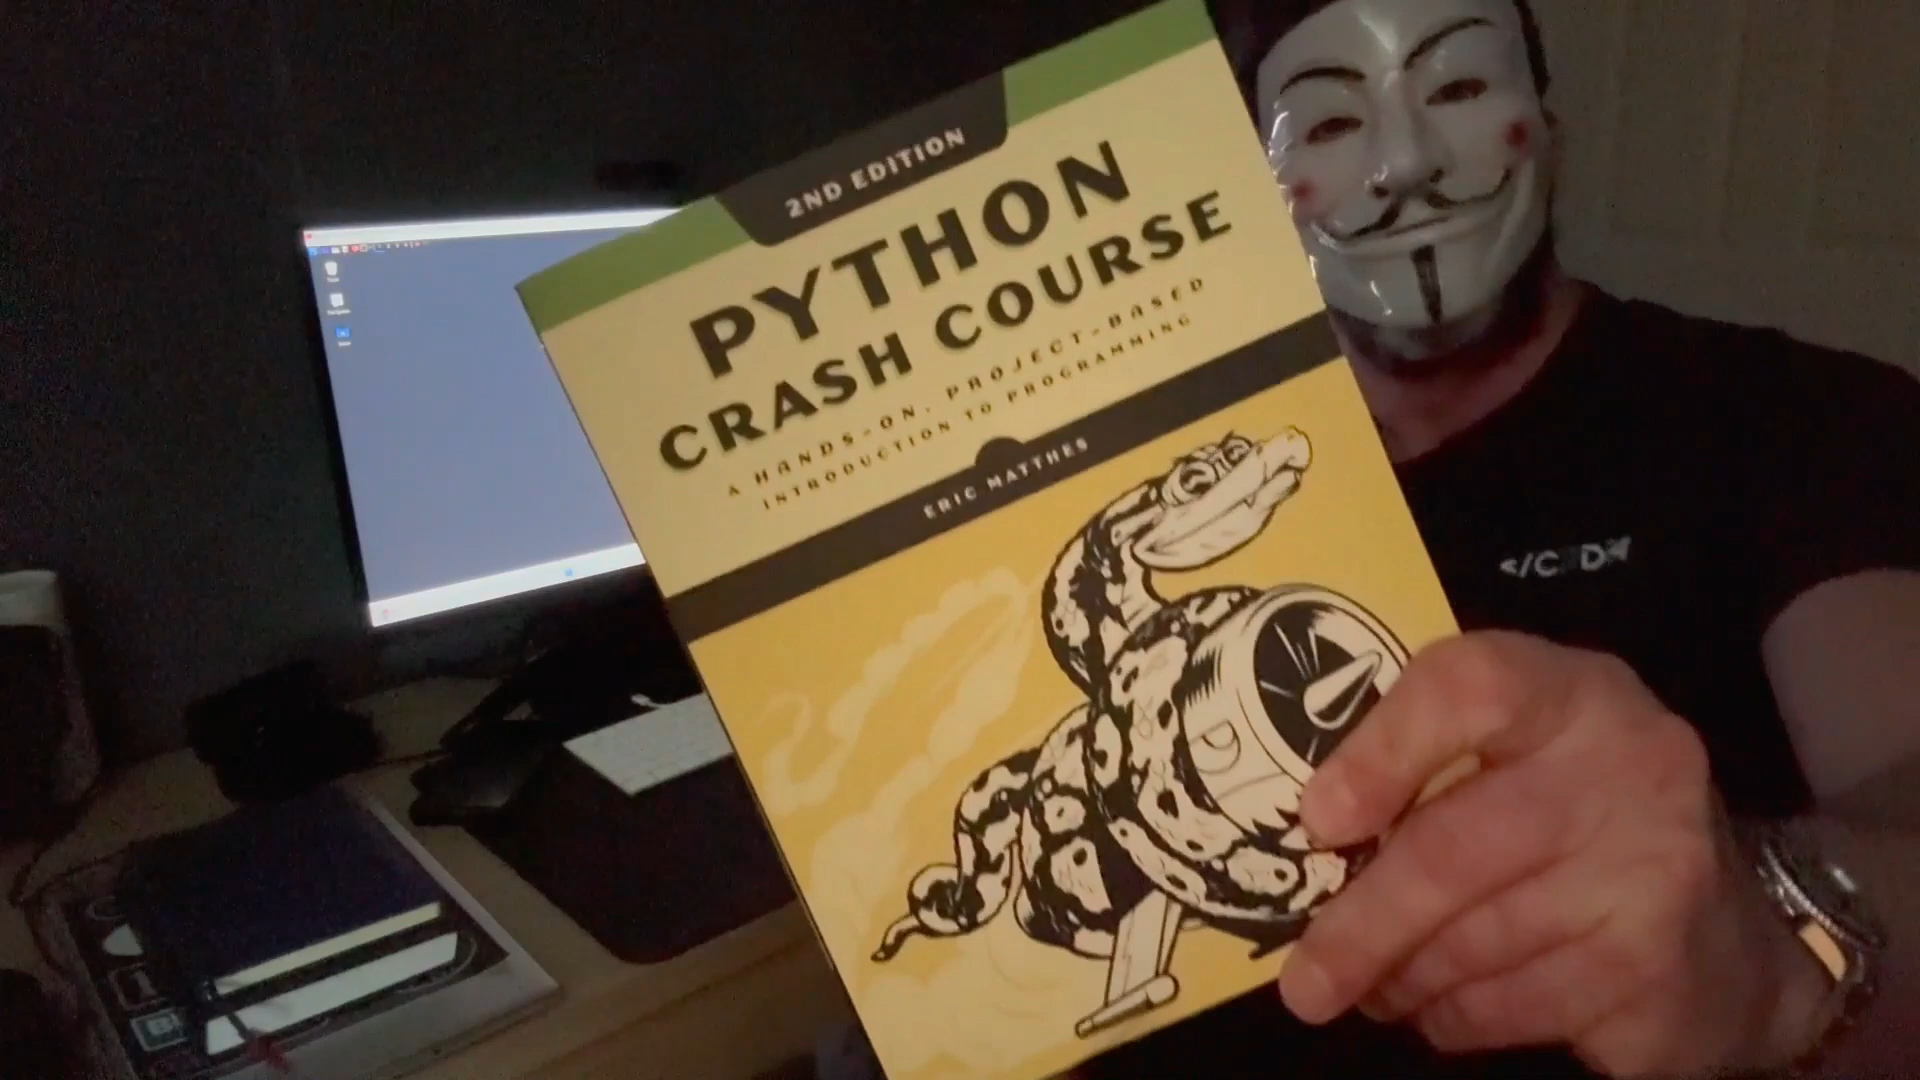 2ND EDITION
PYTHON
CRASH COURSE
A HANDS-ON, PROJECT-BASED
INTRODUCTION TO PROGRAMMING
ERIC MATTHES